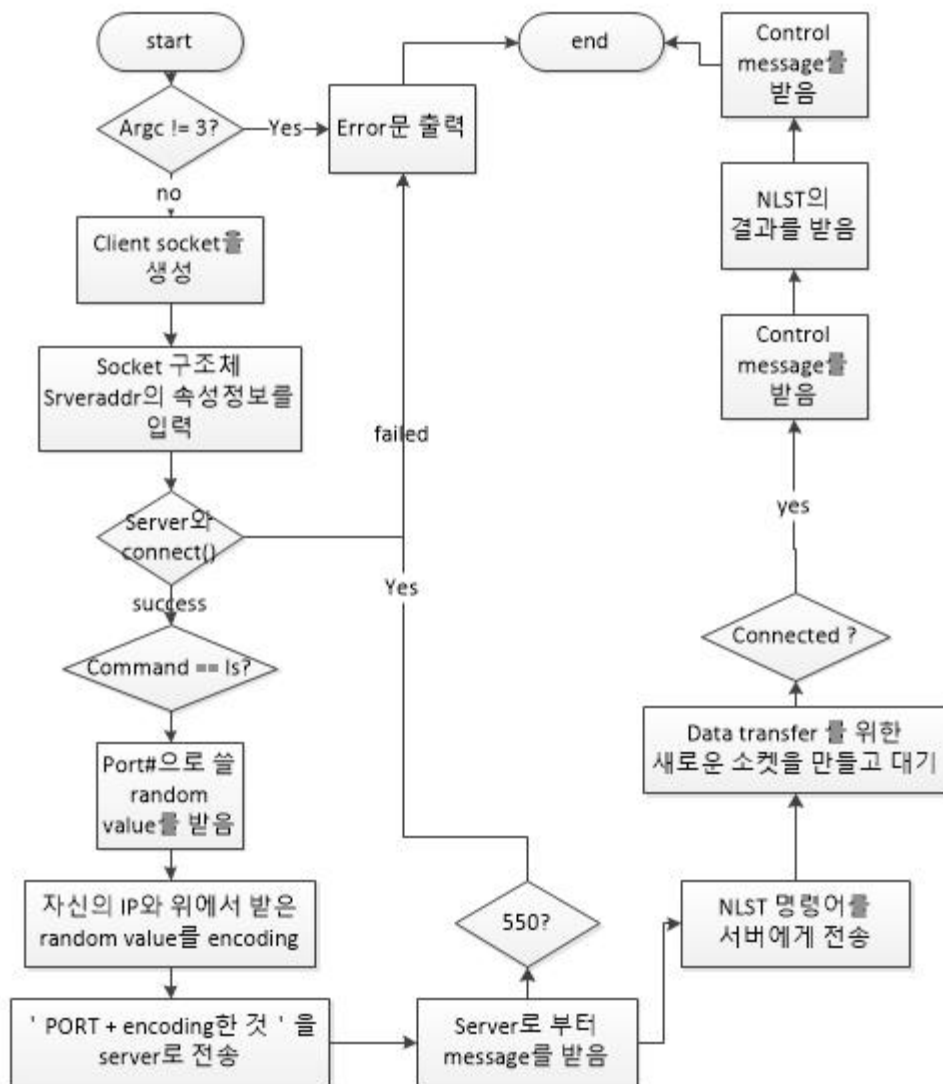 start
Argc != 3?
Yes
Error문 출력
end
no
Client socket을
생성
Socket 구조체
Srveraddr의 속성정보를
입력
Server와
connect()
failed
success
Command == ls?
Port#으로 쓸
random
value를 받음
자신의 IP와 위에서 받은
random value를 encoding
' PORT + encoding한 것 ' 을
server로 전송
Server로 부터
message를 받음
550?
Yes
NLST 명령어를
서버에게 전송
Data transfer 를 위한
새로운 소켓을 만들고 대기
Connected ?
yes
Control
message를
받음
NLST의
결과를 받음
Control
message를
받음